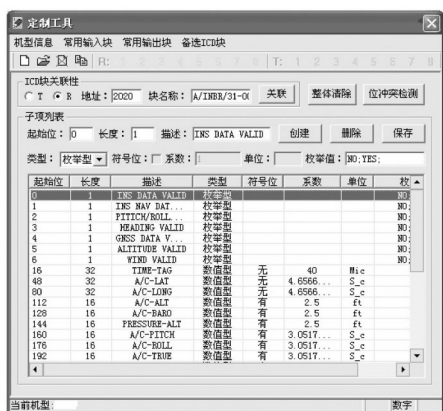 定制工具
机型信息 常用输入块 常用输出块 备选ICD块
R: 1 2 3 4 5 6 7 8 T: 1 2 3 4 5 6 7 8
ICD块关联性
T R 地址: 2020 块名称: A/INBR/31-0( 关联 整体清除 位冲突检测
子项列表
起始位: 0 长度: 1 描述: INS DATA VALID 创建 删除 保存
类型: 枚举型 符号位: 系数: 1 单位: 枚举值: NO;YES;
起始位 长度 描述 类型 符号位 系数 单位 枚
0 1 INS DATA VALID 枚举型 NO;
1 1 INS NAV DAT... 枚举型 NO;
2 1 PTITCH/ROLL... 枚举型 NO;
3 1 HEADING VALID 枚举型 NO;
4 1 GNSS DATA V... 枚举型 NO;
5 1 ALTITUDE VALID 枚举型 NO;
6 1 WIND VALID 枚举型 NO;
16 32 TIME-TAG 数值型 无 40 Mic
48 32 A/C-LAT 数值型 无 4.6566... S_c
80 32 A/C-LONG 数值型 无 4.6566... S_c
112 16 A/C-ALT 数值型 有 2.5 ft
128 16 A/C-BARO 数值型 有 2.5 ft
144 16 PRESSURE-ALT 数值型 有 2.5 ft
160 16 A/C-PITCH 数值型 有 3.0517... S_c
176 16 A/C-ROLL 数值型 有 3.0517... S_c
192 16 A/C-TRUE 数值型 有 3.0517... S_c
当前机型: 数字